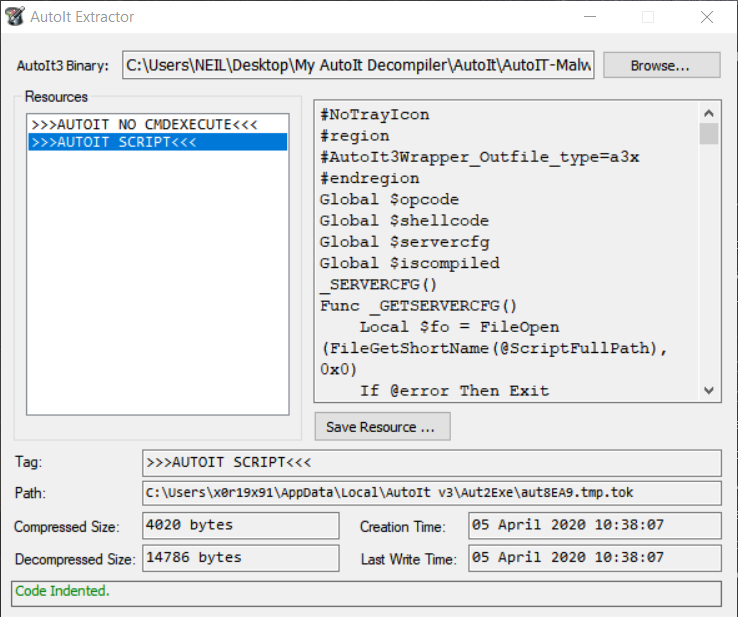 AutoIt Extractor
AutoIt3 Binary:
C:\Users\NEIL\Desktop\My AutoIt Decompiler\AutoIt\AutoIT-Malw
Browse...
Resources
>>>AUTOIT NO CMDEXECUTE<<<
>>>AUTOIT SCRIPT<<<
#NoTrayIcon
#region
#AutoIt3Wrapper_Outfile_type=a3x
#endregion
Global $opcode
Global $shellcode
Global $servercfg
Global $iscompiled
_SERVERCFG()
Func _GETSERVERCFG()
    Local $fo = FileOpen
(FileGetShortName(@ScriptFullPath),
0x0)
    If @error Then Exit
Save Resource ...
Tag:
>>>AUTOIT SCRIPT<<<
Path:
C:\Users\x0r19x91\AppData\Local\AutoIt v3\Aut2Exe\aut8EA9.tmp.tok
Compressed Size:
4020 bytes
Creation Time:
05 April 2020 10:38:07
Decompressed Size:
14786 bytes
Last Write Time:
05 April 2020 10:38:07
Code Indented.